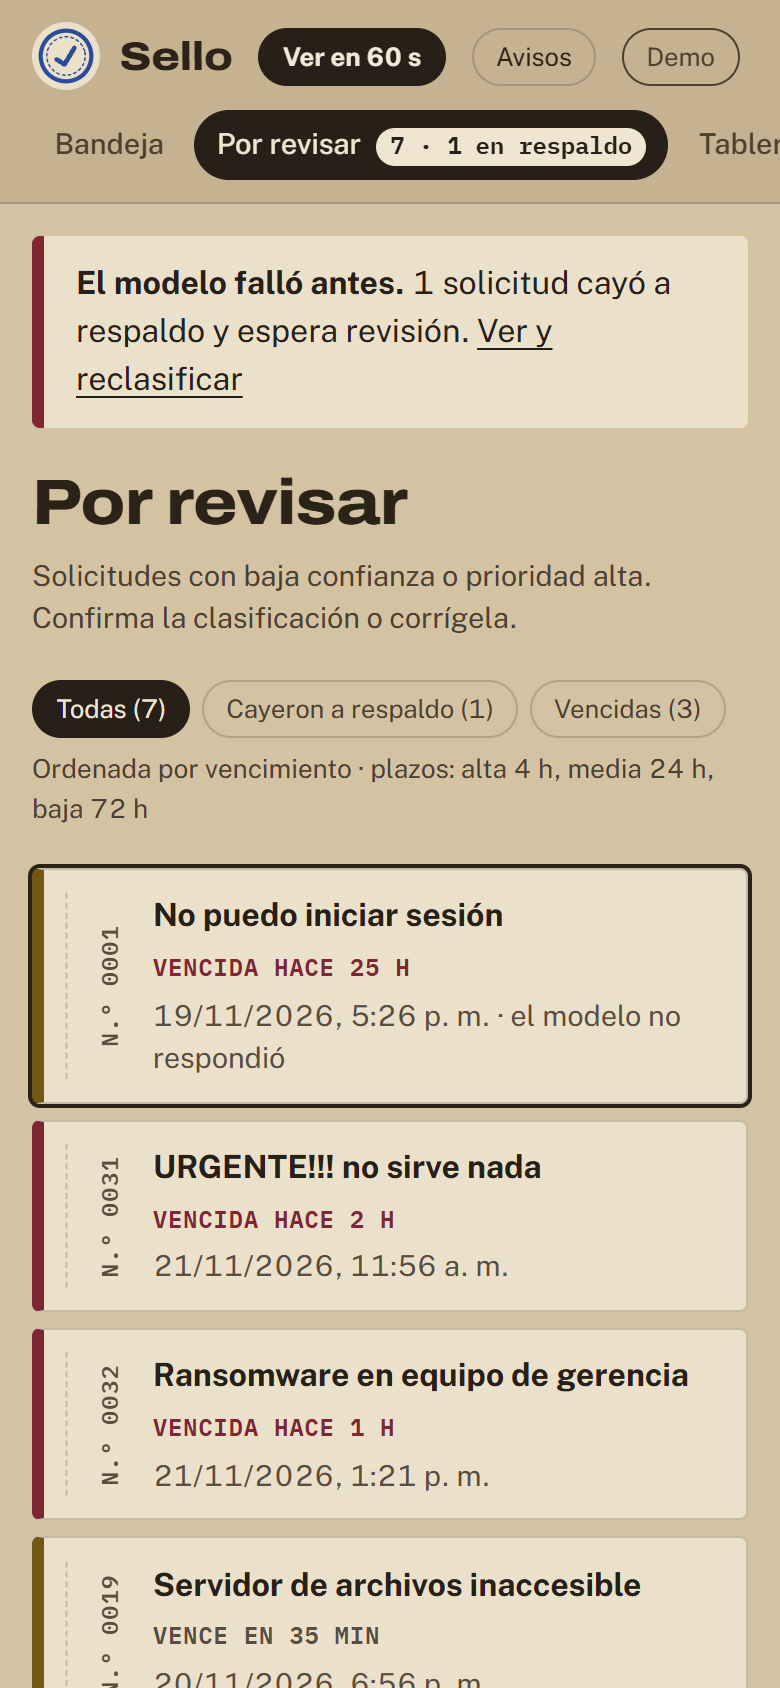 Sello
Ver en 60 s
Avisos
Demo
Bandeja
Por revisar 7 · 1 en respaldo
El modelo falló antes. 1 solicitud cayó a
respaldo y espera revisión. Ver y
reclasificar
Por revisar
Solicitudes con baja confianza o prioridad alta.
Confirma la clasificación o corrígela.
Todas (7)
Cayeron a respaldo (1)
Vencidas (3)
Ordenada por vencimiento · plazos: alta 4 h, media 24 h,
baja 72 h
N.° 0001
No puedo iniciar sesión
VENCIDA HACE 25 H
19/11/2026, 5:26 p. m. · el modelo no
respondió
N.° 0031
URGENTE!!! no sirve nada
VENCIDA HACE 2 H
21/11/2026, 11:56 a. m.
N.° 0032
Ransomware en equipo de gerencia
VENCIDA HACE 1 H
21/11/2026, 1:21 p. m.
N.° 0019
Servidor de archivos inaccesible
VENCE EN 35 MIN
20/11/2026, 6:56 p. m.